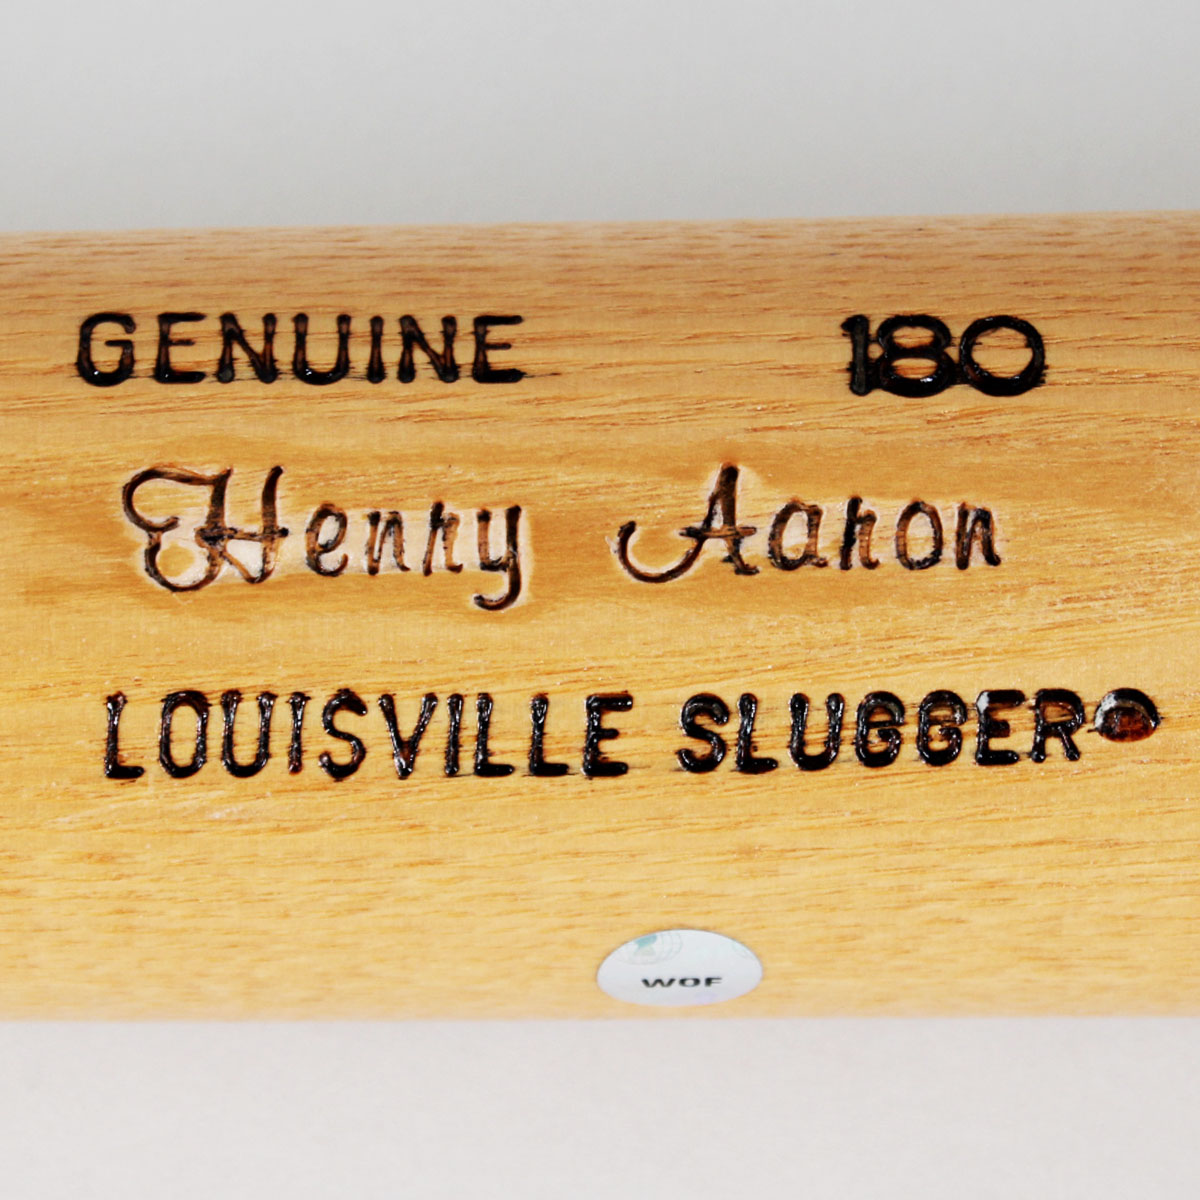 GENUINE 180
Henry Aaron
LOUISVILLE SLUGGER
WOF